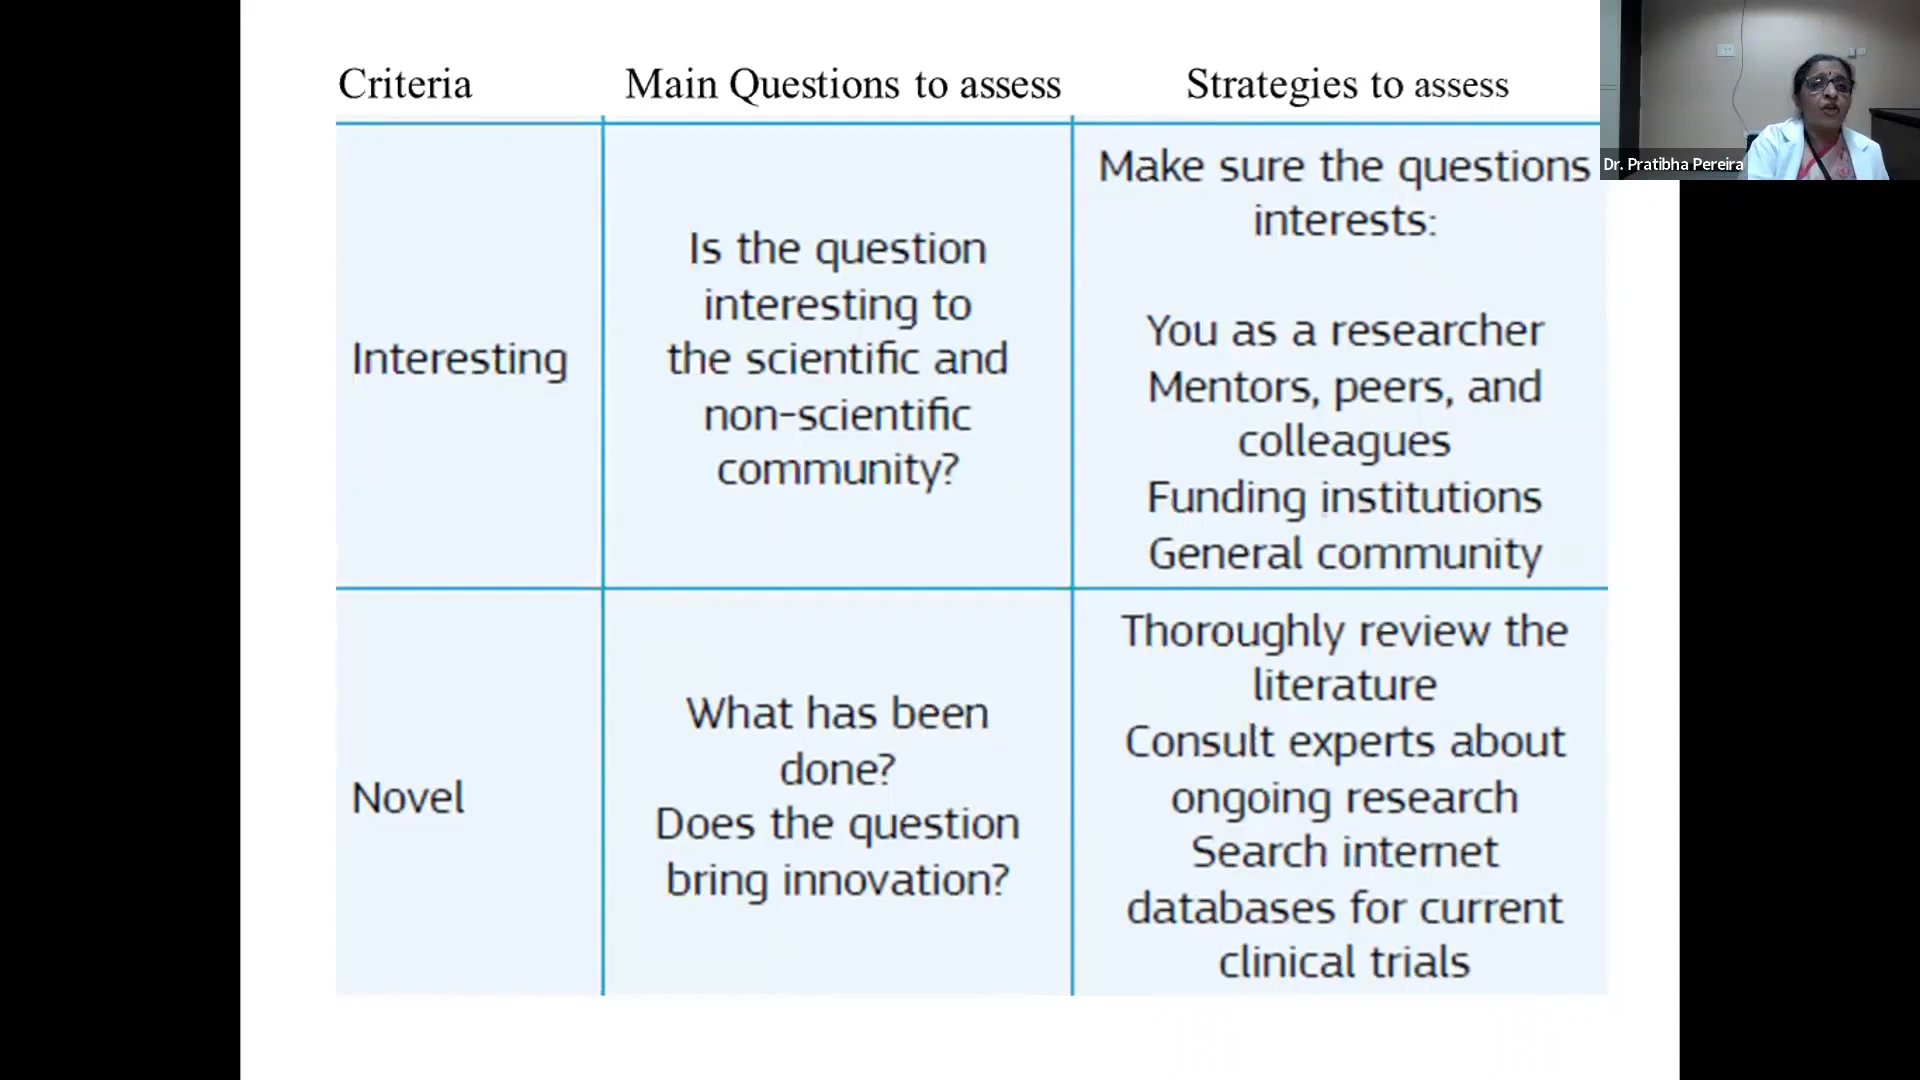 Criteria
Main Questions to assess
Strategies to assess
Interesting
Is the question
interesting to
the scientific and
non-scientific
community?
Make sure the questions
interests:
You as a researcher
Mentors, peers, and
colleagues
Funding institutions
General community
Novel
What has been
done?
Does the question
bring innovation?
Thoroughly review the
literature
Consult experts about
ongoing research
Search internet
databases for current
clinical trials
Dr. Pratibha Pereira